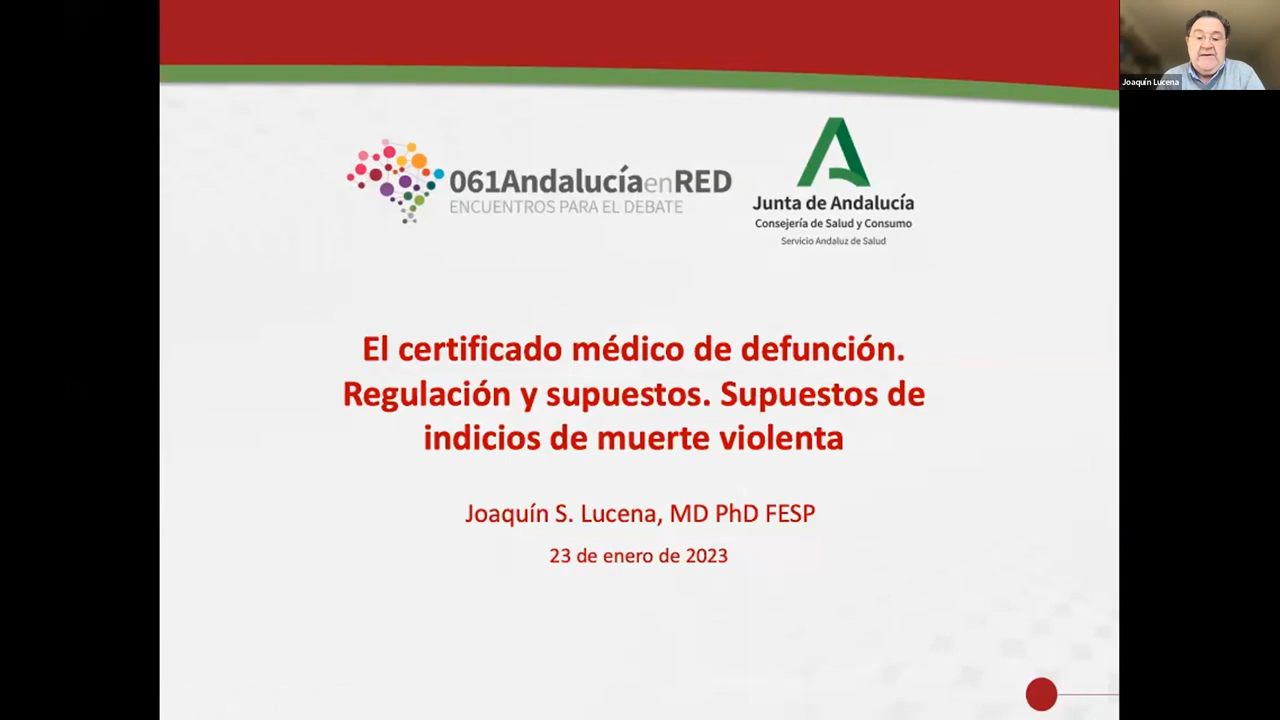 Joaquín Lucena
061AndalucíaenRED
ENCUENTROS PARA EL DEBATE
Junta de Andalucía
Consejería de Salud y Consumo
Servicio Andaluz de Salud
El certificado médico de defunción.
Regulación y supuestos. Supuestos de
indicios de muerte violenta
Joaquín S. Lucena, MD PhD FESP
23 de enero de 2023